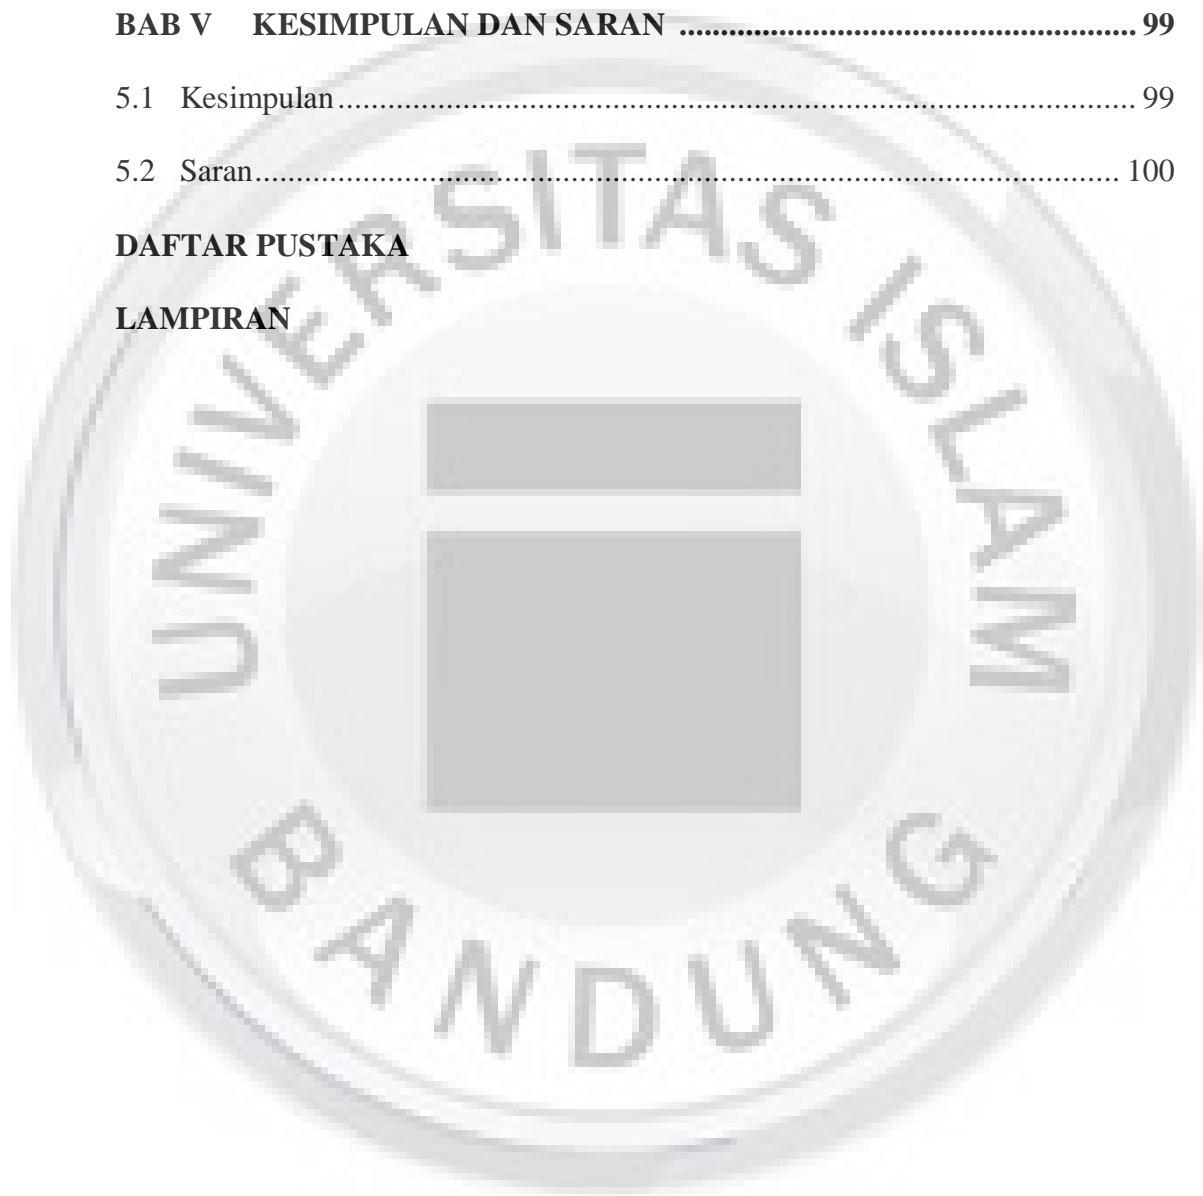 BAB V KESIMPULAN DAN SARAN ........................................................ 99
5.1 Kesimpulan................................................................................................. 99
5.2 Saran......................................................................................................... 100
DAFTAR PUSTAKA
LAMPIRAN
UNIVERSITAS ISLAM
BANDUNG